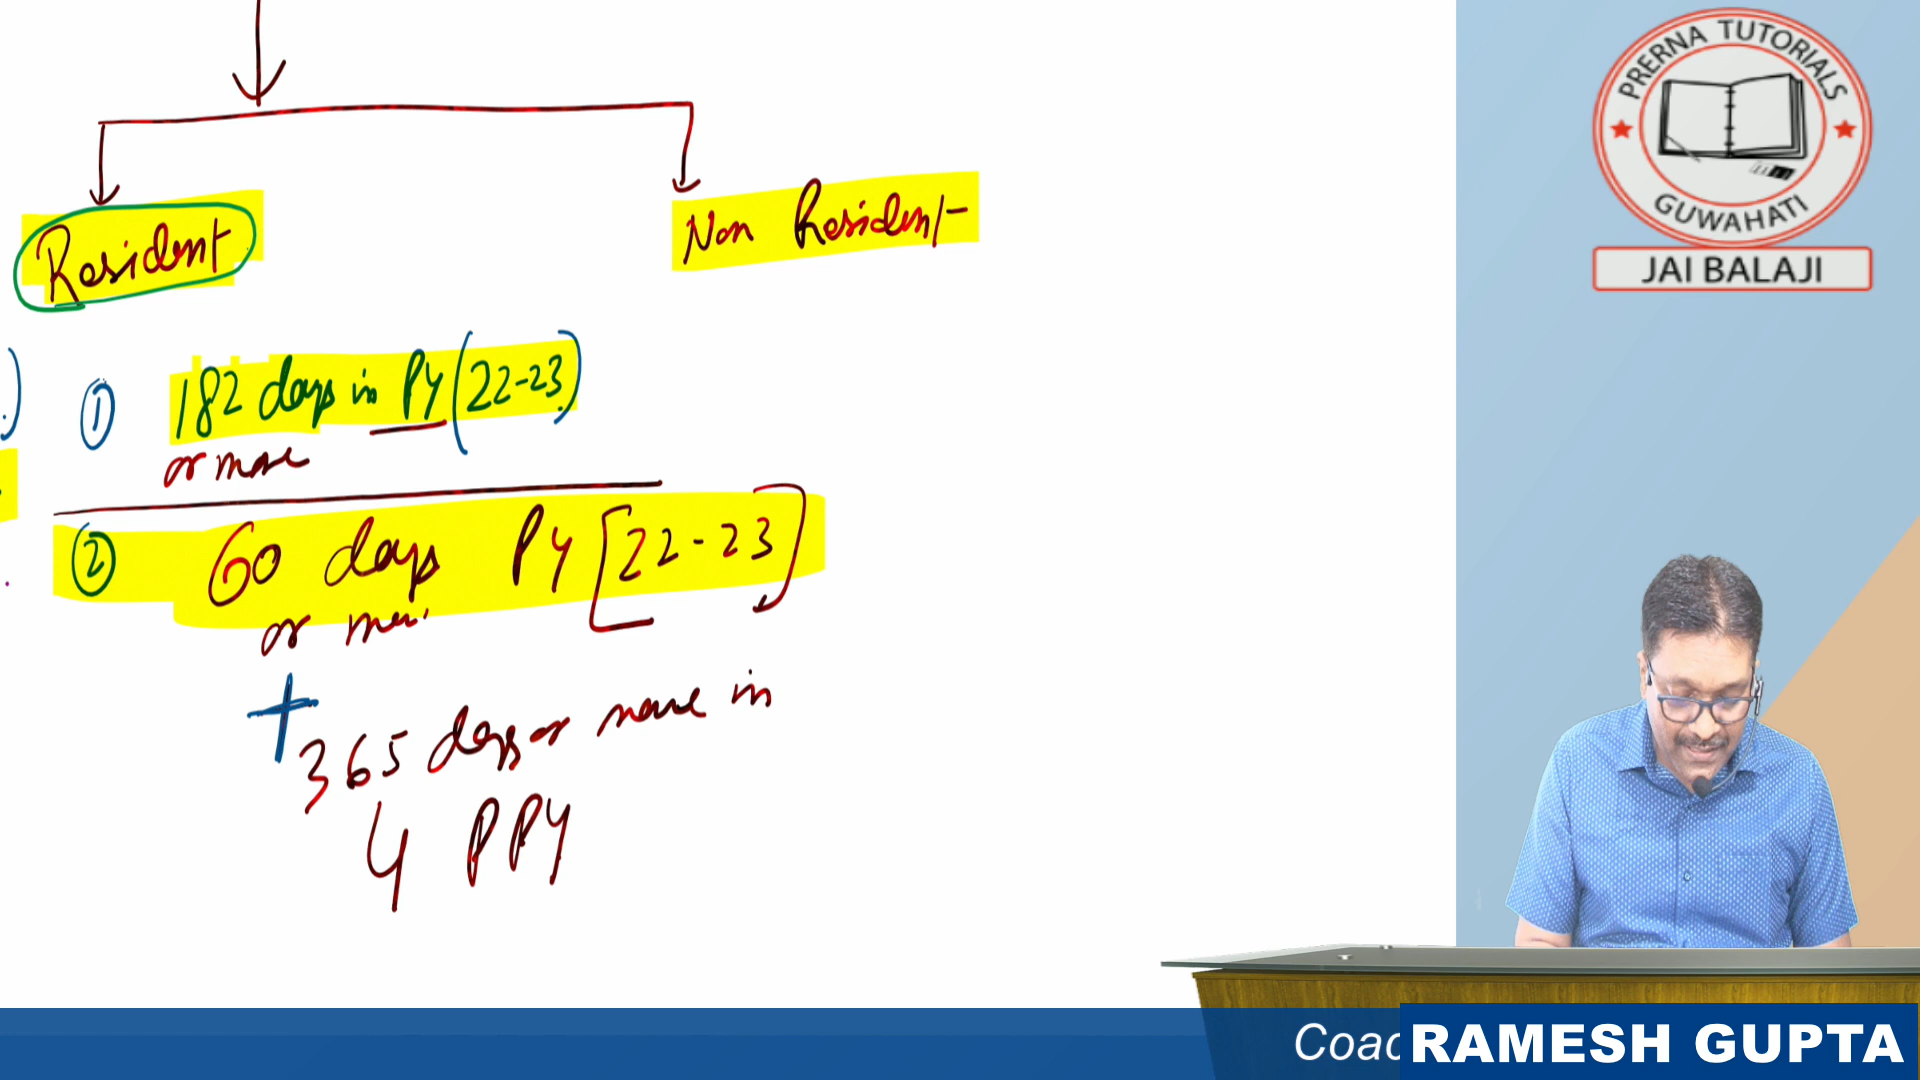 PRERNA TUTORIALS
GUWAHATI
JAI BALAJI
Resident
Non Resident
① 182 days in PY (22-23)
or more
② 60 days PY [22-23]
or
+
365 days or more in
4 PPY
Coac
RAMESH GUPTA